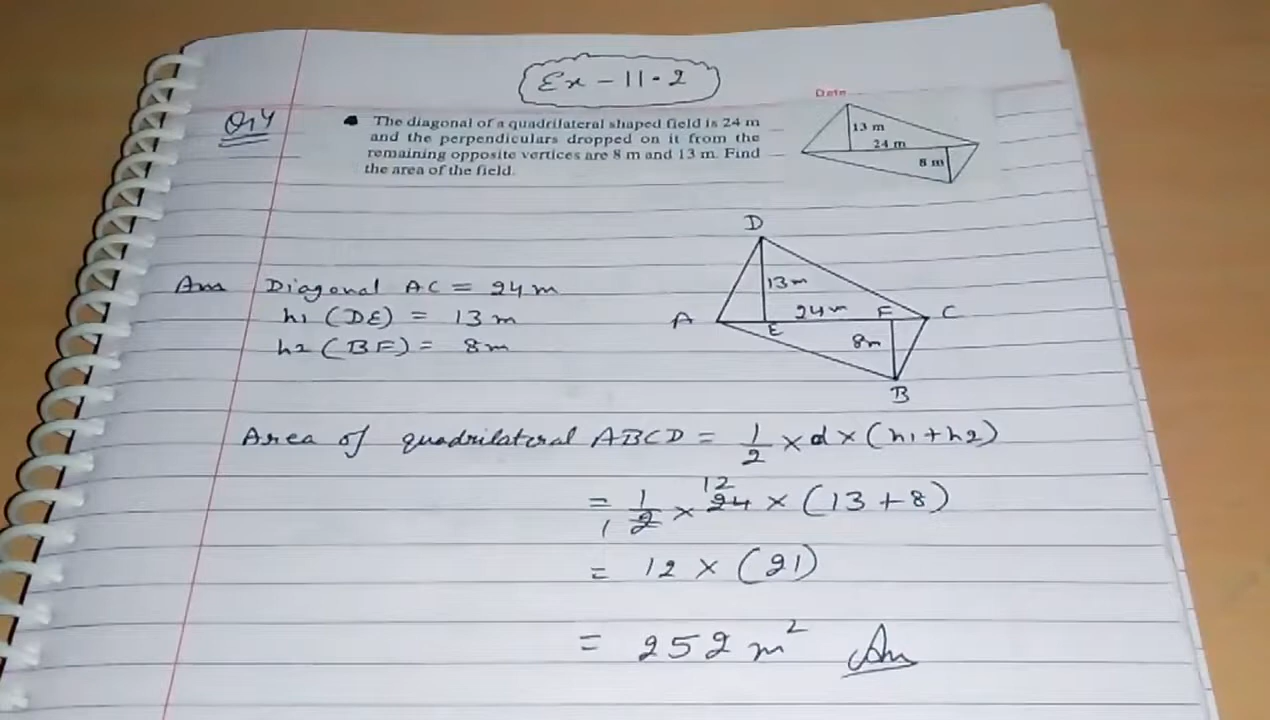 Ex - 11.2
Date
Q.4
The diagonal of a quadrilateral shaped field is 24 m
and the perpendiculars dropped on it from the
remaining opposite vertices are 8 m and 13 m. Find
the area of the field.
13 m
24 m
8 m
D
Ans Diagonal AC = 24 m
h1 (DE) = 13 m
h2 (BF) = 8m
13m
24m
A
E
F
C
8m
B
Area of quadrilateral ABCD = 1/2 × d × (h1+h2)
= 1/2 × 24 × (13 + 8)
12
1
= 12 × (21)
= 252 m² Ans